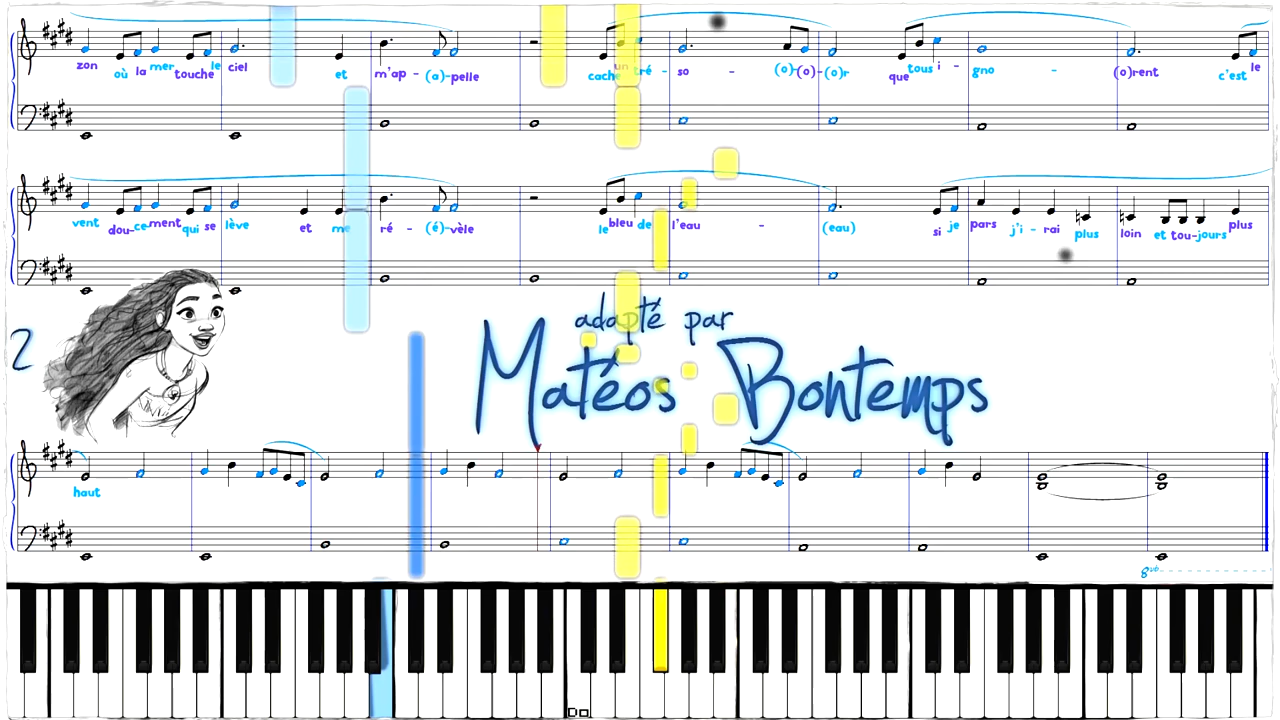 zon où la mer touche le ciel et m'ap - (a)-pelle cache un tré - so - (o)-(o)-(o)r que tous i - gno - (o)rent c'est le
vent dou-cement qui se lève et me ré - (é)-vèle le bleu de l'eau - (eau) si je pars j'i - rai plus loin et tou-jours plus
adapté par
2
Matéos Bontemps
haut
8vb
DO